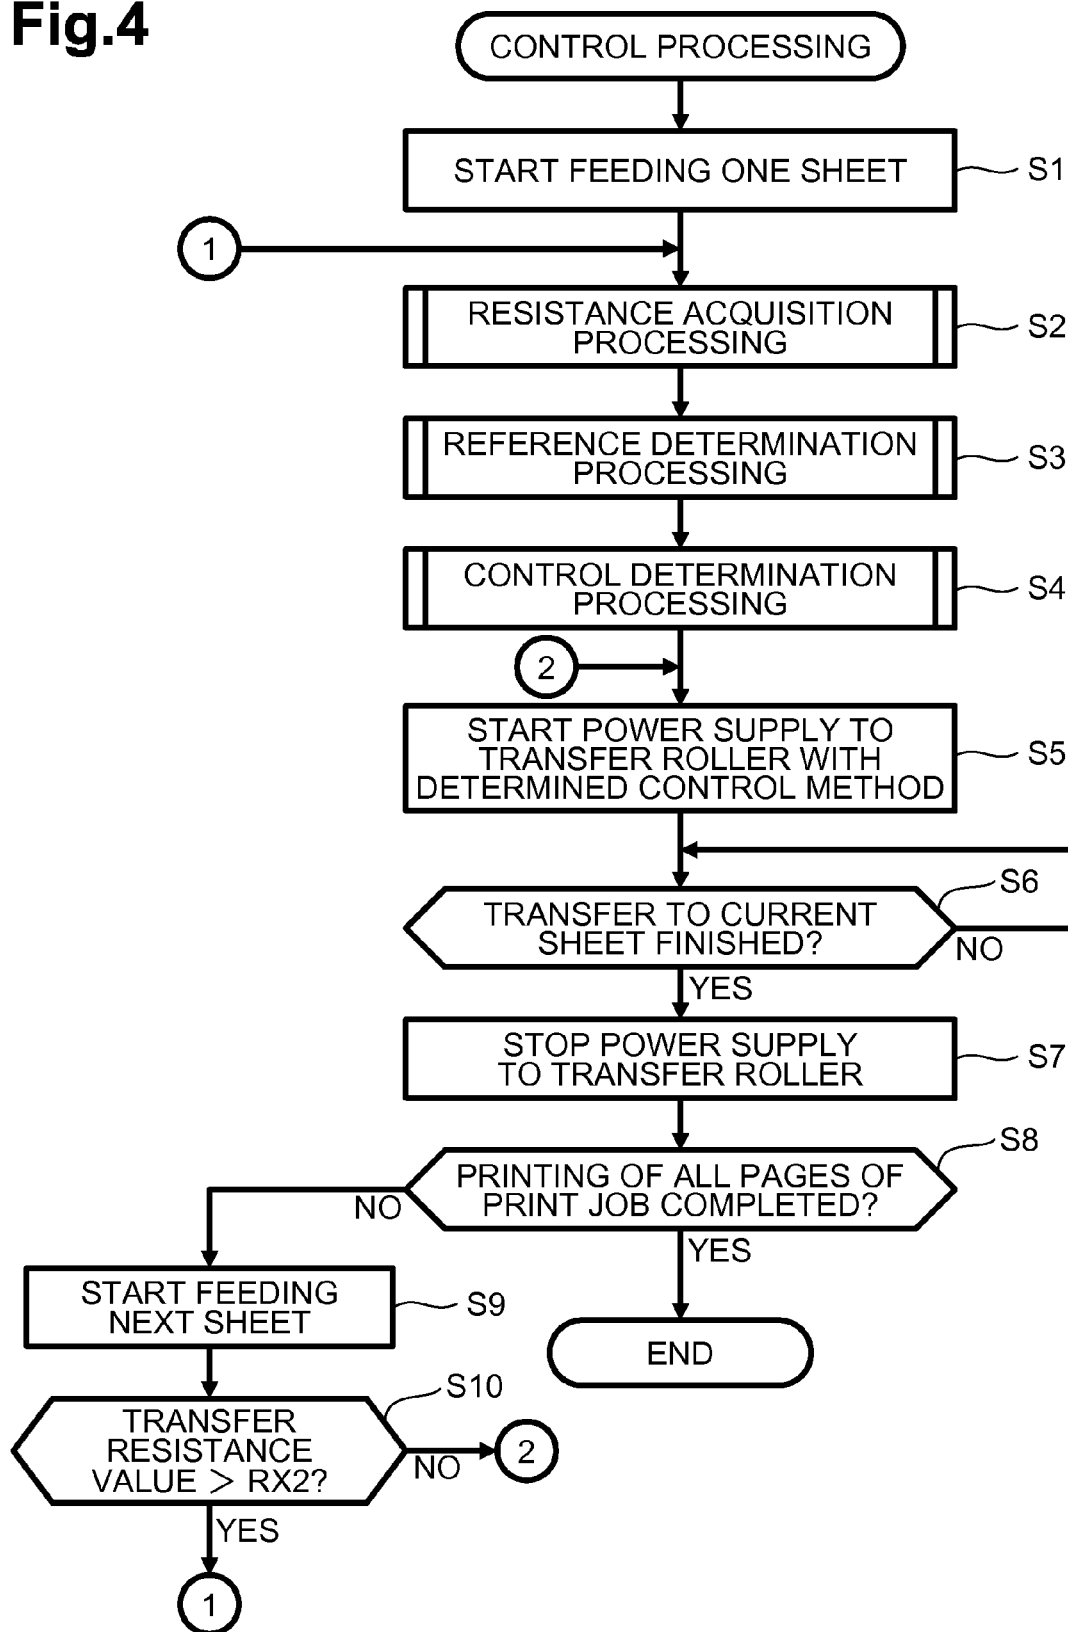 Fig.4
CONTROL PROCESSING
START FEEDING ONE SHEET
S1
1
RESISTANCE ACQUISITION
PROCESSING
S2
REFERENCE DETERMINATION
PROCESSING
S3
CONTROL DETERMINATION
PROCESSING
S4
2
START POWER SUPPLY TO
TRANSFER ROLLER WITH
DETERMINED CONTROL METHOD
S5
S6
TRANSFER TO CURRENT
SHEET FINISHED?
NO
YES
STOP POWER SUPPLY
TO TRANSFER ROLLER
S7
S8
PRINTING OF ALL PAGES OF
PRINT JOB COMPLETED?
NO
YES
START FEEDING
NEXT SHEET
S9
END
S10
TRANSFER
RESISTANCE
VALUE > RX2?
NO
2
YES
1